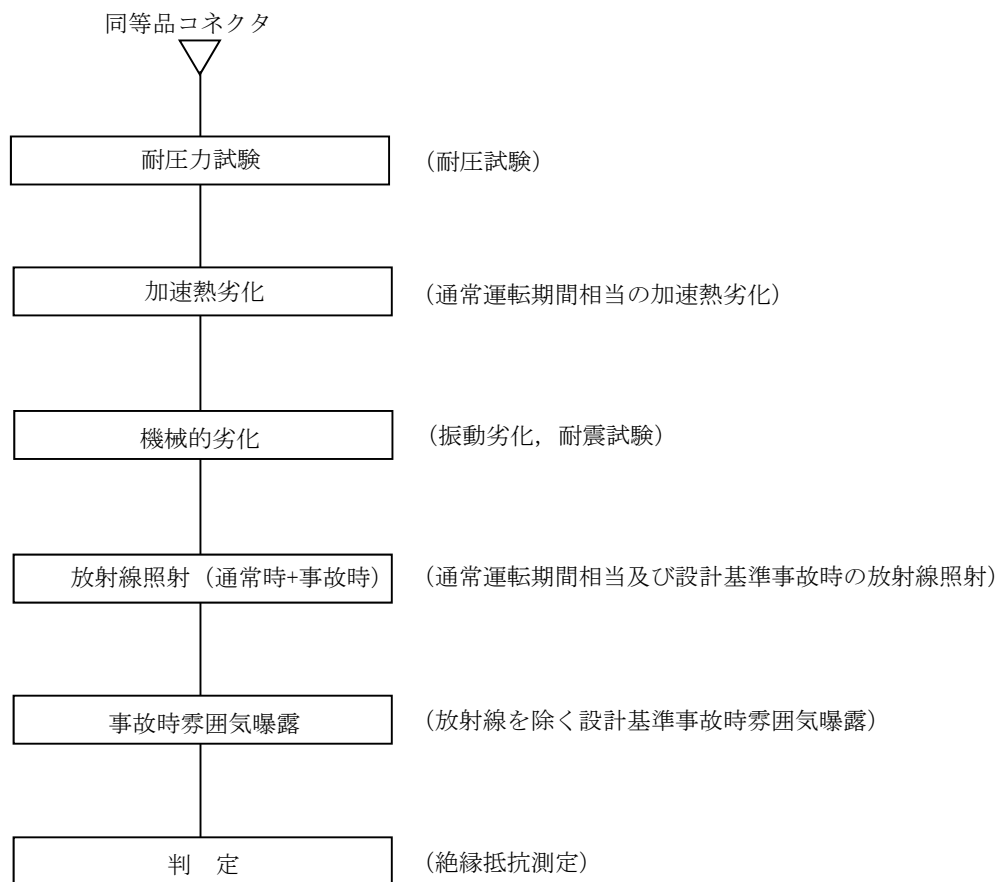 同等品コネクタ
耐圧力試験 (耐圧試験)
加速熱劣化 (通常運転期間相当の加速熱劣化)
機械的劣化 (振動劣化，耐震試験)
放射線照射（通常時+事故時） (通常運転期間相当及び設計基準事故時の放射線照射)
事故時雰囲気曝露 (放射線を除く設計基準事故時雰囲気曝露)
判　定 (絶縁抵抗測定)